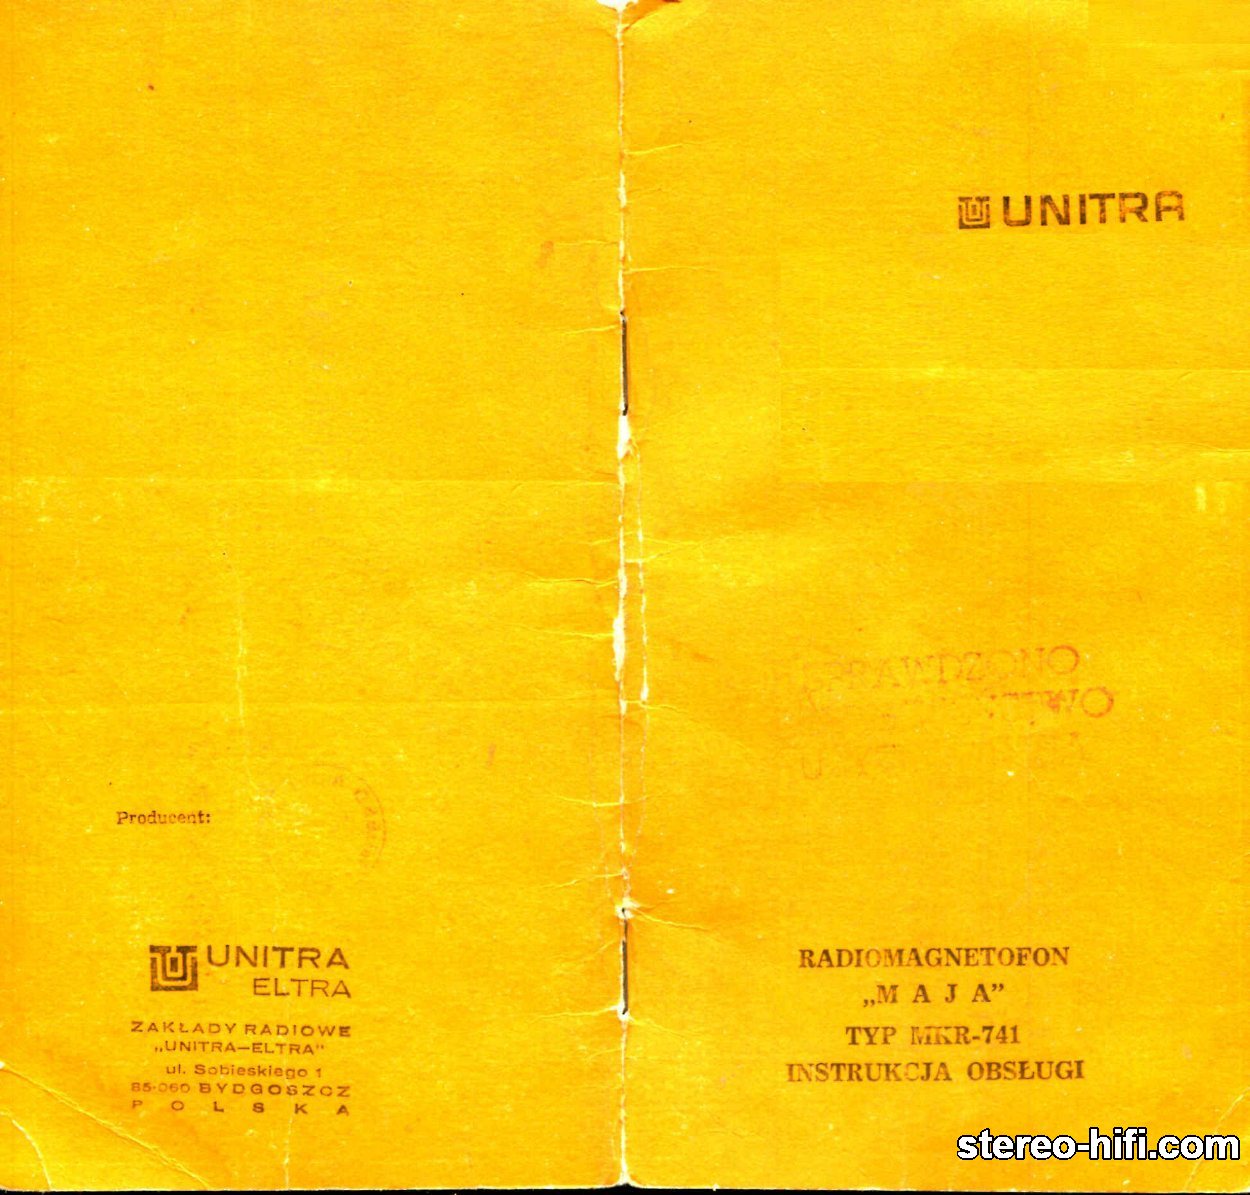 Producent:
UNITRA
ELTRA
ZAKŁADY RADIOWE
„UNITRA—ELTRA”
ul. Sobieskiego 1
85-060 BYDGOSZCZ
P O L S K A
UNITRA
SPRAWDZONO
RADIOMAGNETOFON
„M A J A”
TYP MKR-741
INSTRUKCJA OBSŁUGI
stereo-hifi.com